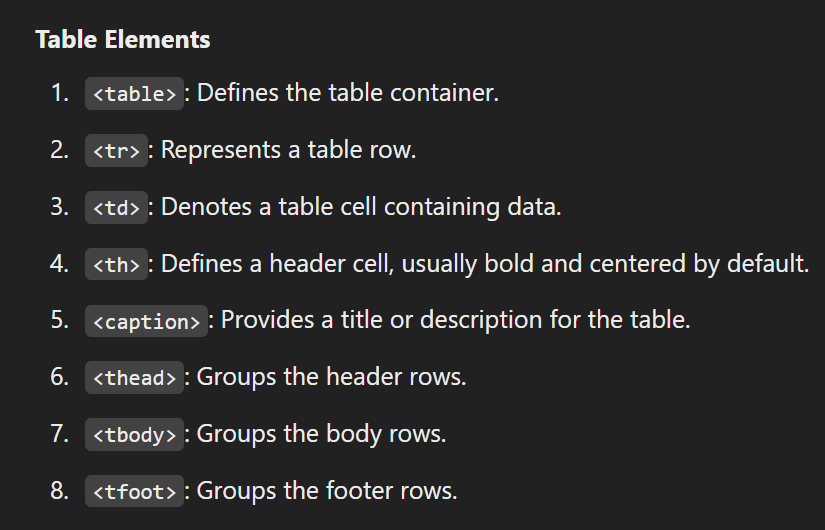 Table Elements
1. <table>: Defines the table container.
2. <tr>: Represents a table row.
3. <td>: Denotes a table cell containing data.
4. <th>: Defines a header cell, usually bold and centered by default.
5. <caption>: Provides a title or description for the table.
6. <thead>: Groups the header rows.
7. <tbody>: Groups the body rows.
8. <tfoot>: Groups the footer rows.